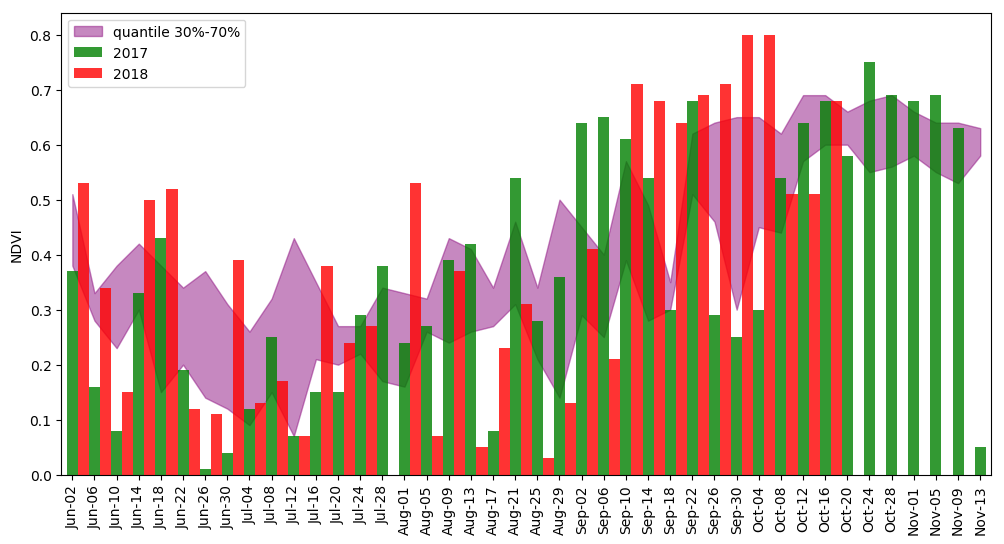 quantile 30%-70%
2017
2018
NDVI
0.8
0.7
0.6
0.5
0.4
0.3
0.2
0.1
0.0
Jun-02
Jun-06
Jun-10
Jun-14
Jun-18
Jun-22
Jun-26
Jun-30
Jul-04
Jul-08
Jul-12
Jul-16
Jul-20
Jul-24
Jul-28
Aug-01
Aug-05
Aug-09
Aug-13
Aug-17
Aug-21
Aug-25
Aug-29
Sep-02
Sep-06
Sep-10
Sep-14
Sep-18
Sep-22
Sep-26
Sep-30
Oct-04
Oct-08
Oct-12
Oct-16
Oct-20
Oct-24
Oct-28
Nov-01
Nov-05
Nov-09
Nov-13